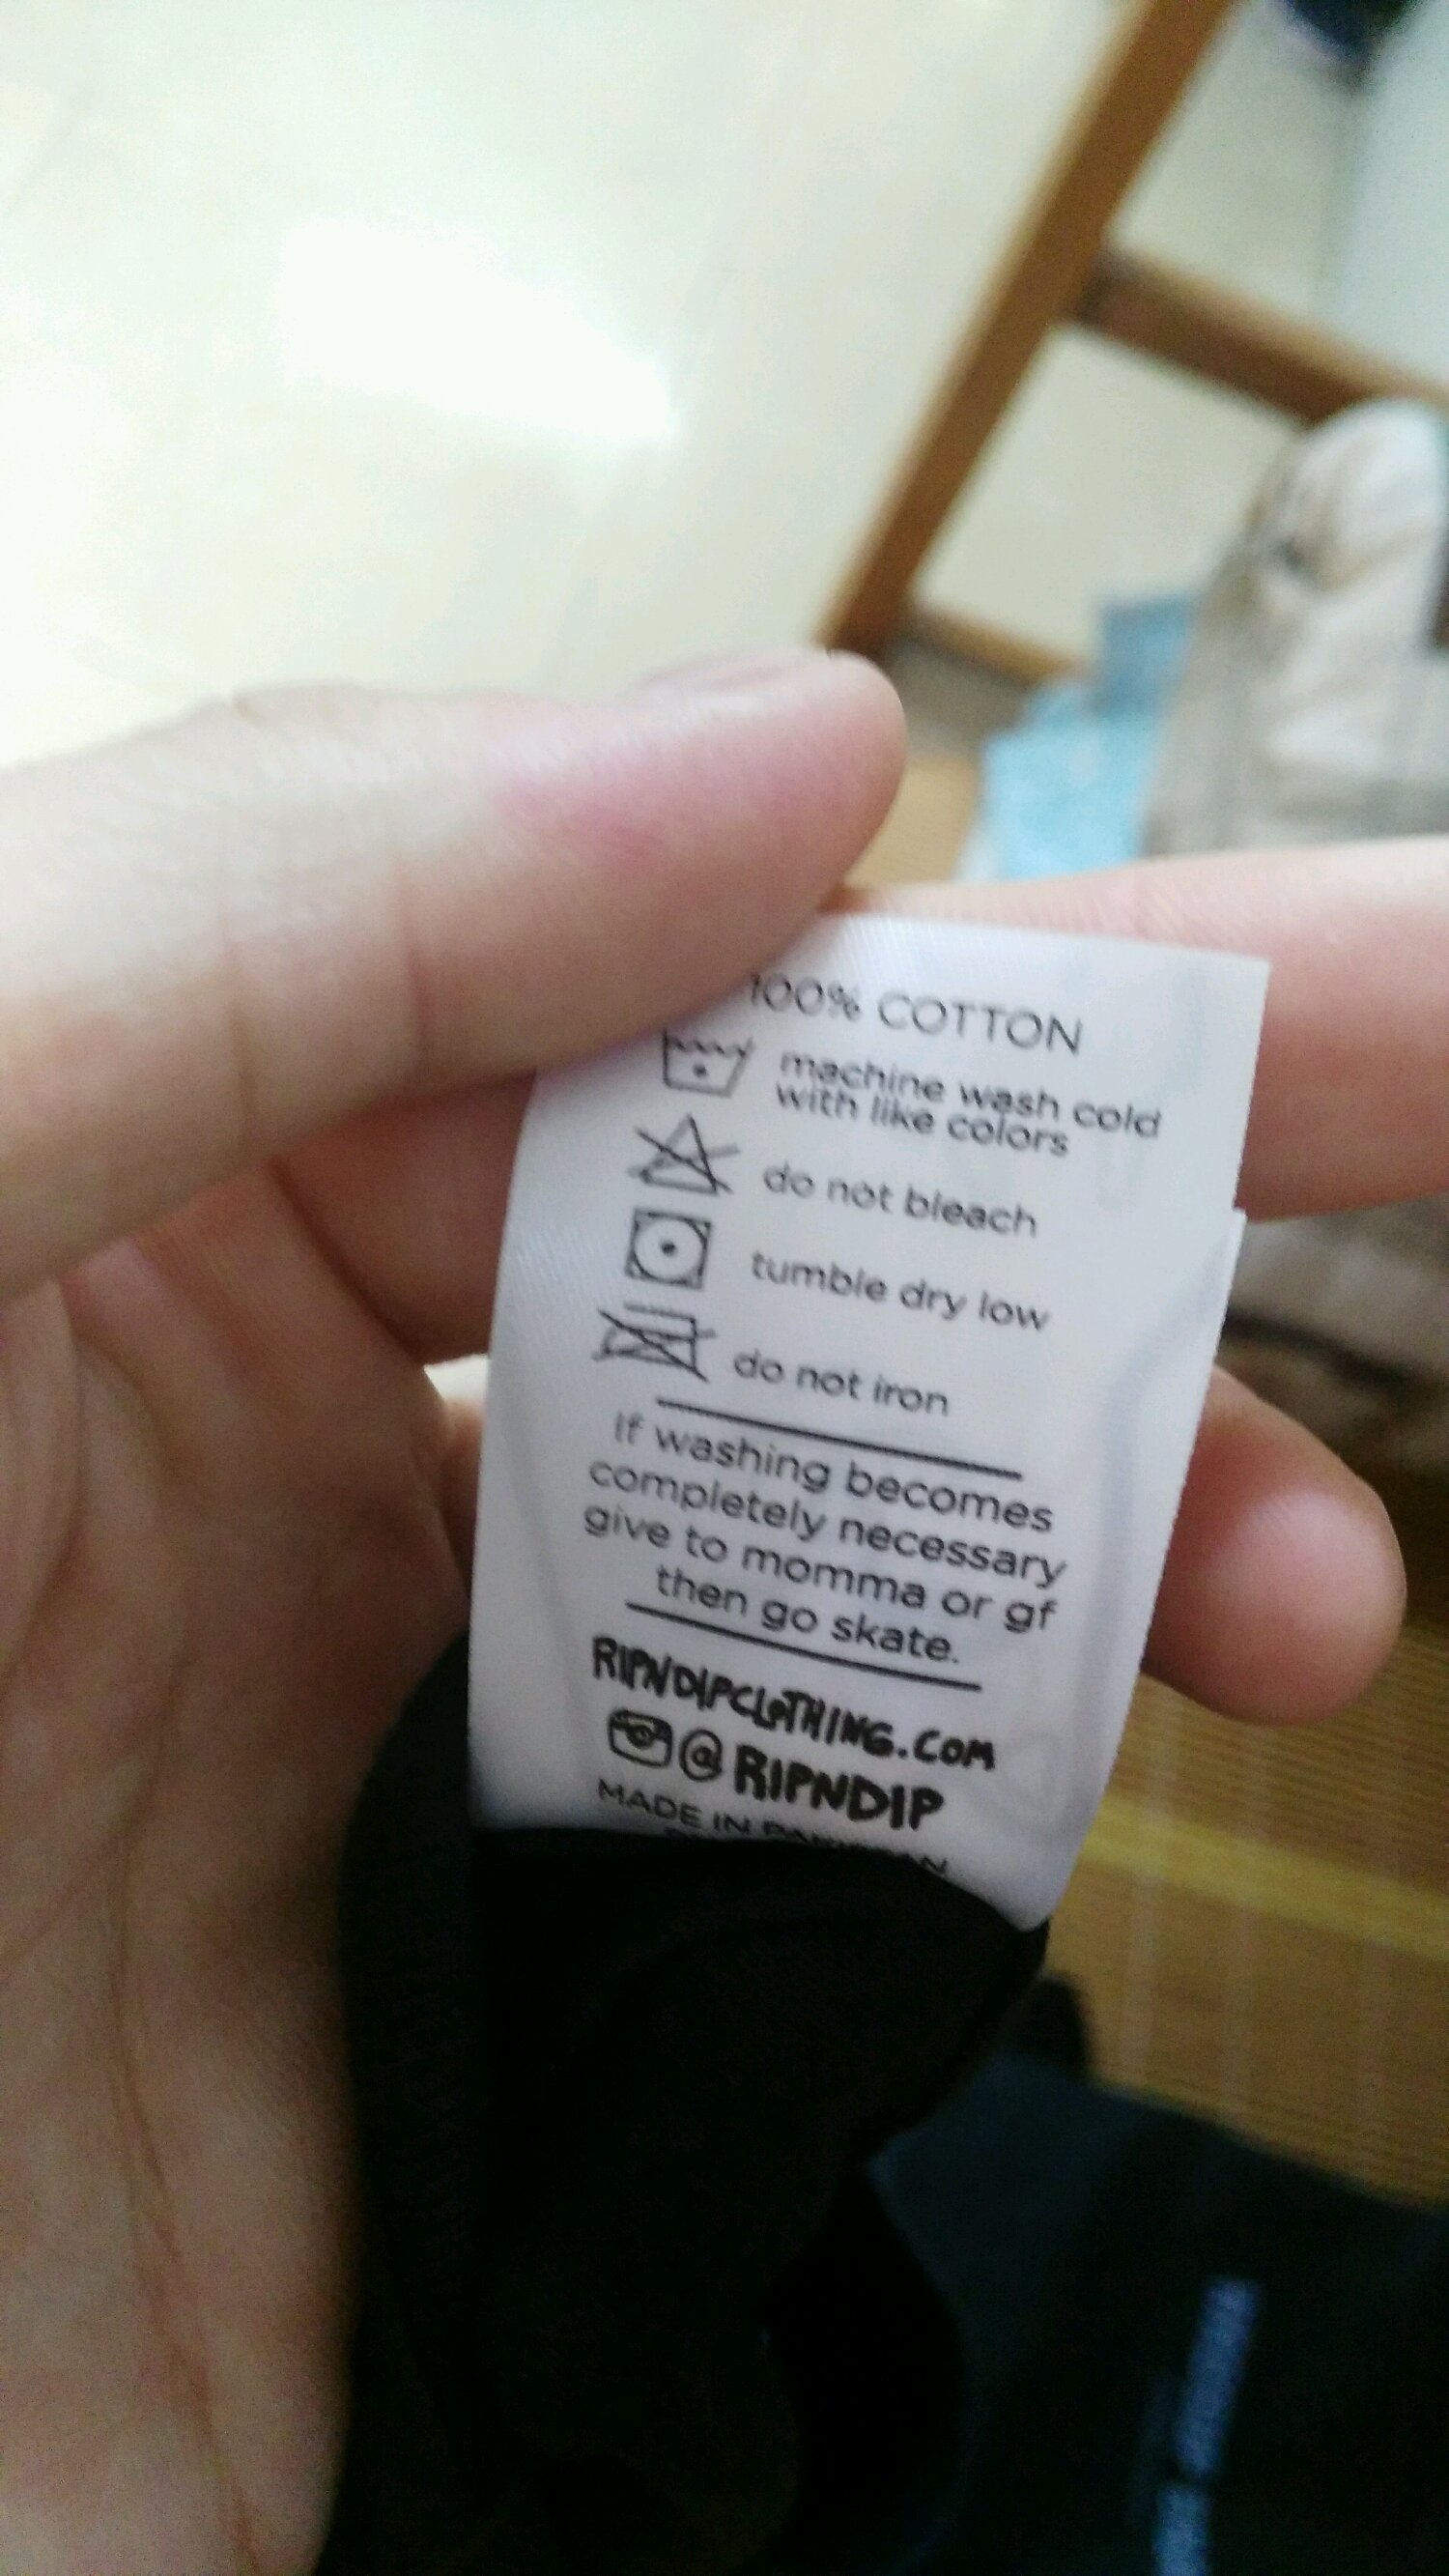 100% COTTON
machine wash cold
with like colors
do not bleach
tumble dry low
do not iron
If washing becomes
completely necessary
give to momma or gf
then go skate.
RIPNDIPCLOTHING.COM
@RIPNDIP
MADE IN PAKISTAN